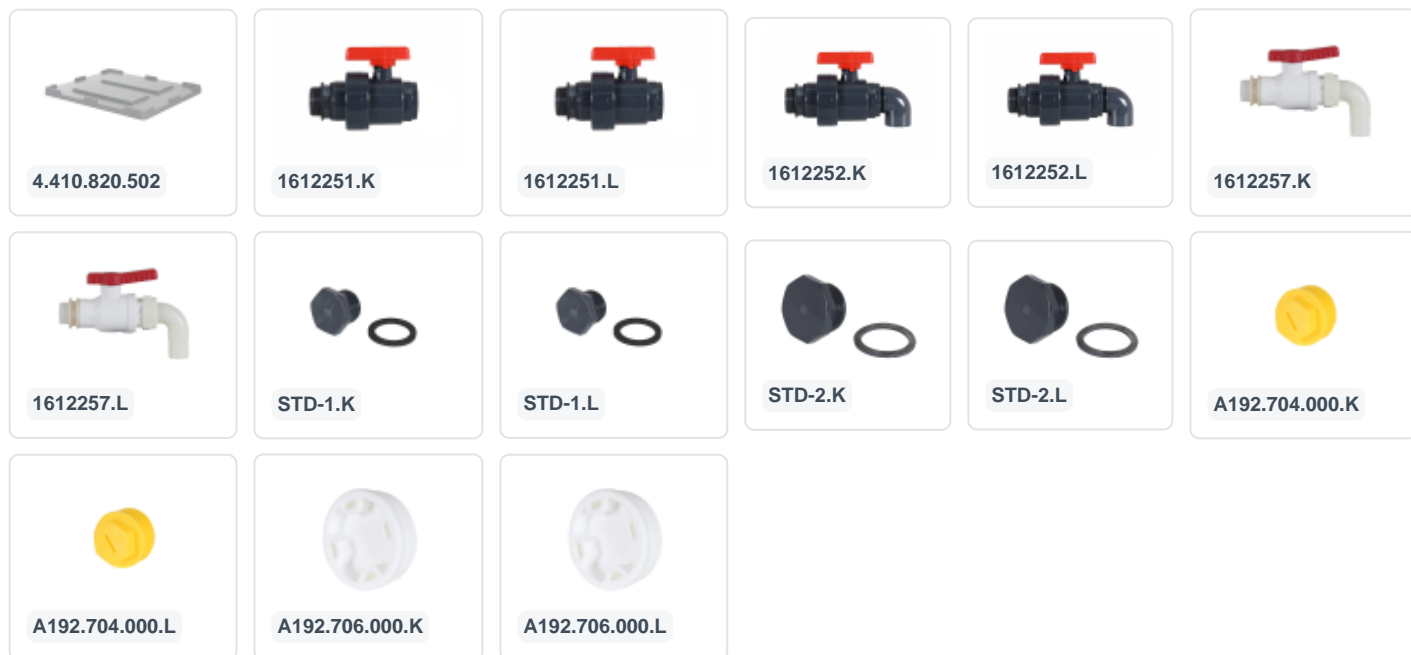 4.410.820.502
1612251.K
1612251.L
1612252.K
1612252.L
1612257.K
1612257.L
STD-1.K
STD-1.L
STD-2.K
STD-2.L
A192.704.000.K
A192.704.000.L
A192.706.000.K
A192.706.000.L